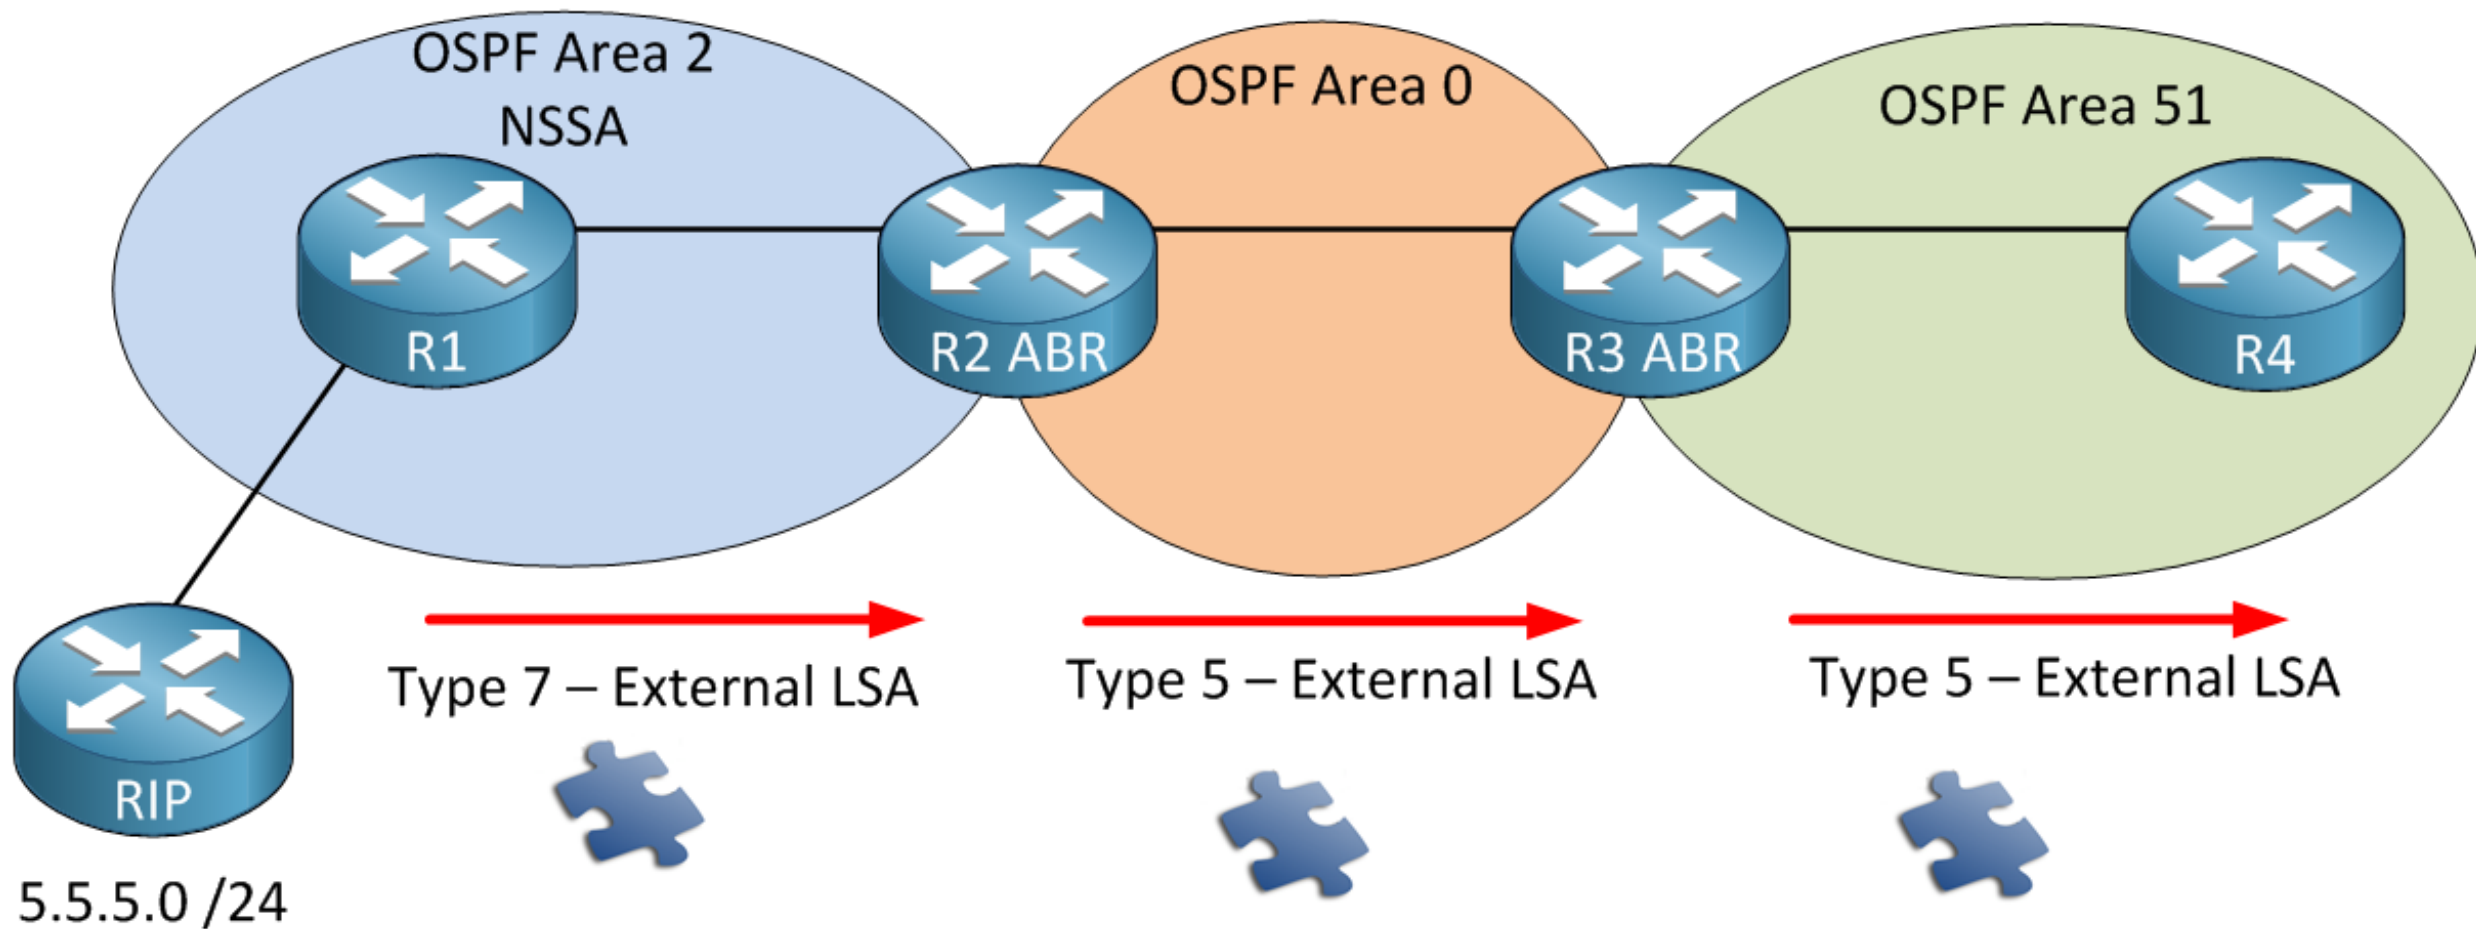 OSPF Area 2
NSSA
OSPF Area 0
OSPF Area 51
R1
R2 ABR
R3 ABR
R4
Type 7 – External LSA
Type 5 – External LSA
Type 5 – External LSA
RIP
5.5.5.0 /24